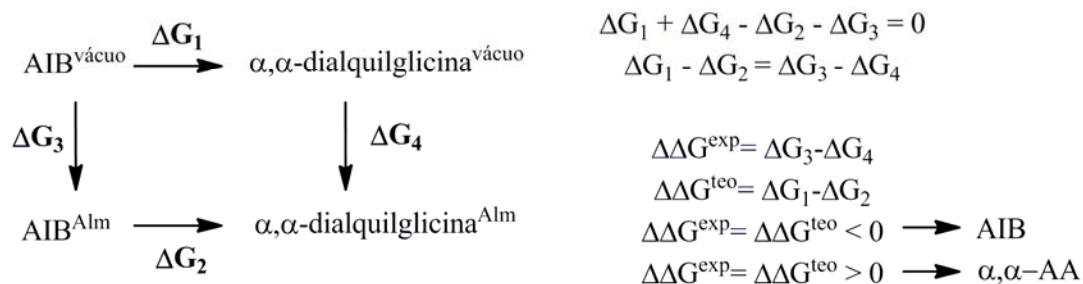 ΔG₁
AIBᵛᵃ́ᶜᵘᵒ α,α-dialquilglicinaᵛᵃ́ᶜᵘᵒ
ΔG₃ ΔG₄
AIBᴬˡᵐ α,α-dialquilglicinaᴬˡᵐ
ΔG₂
ΔG₁ + ΔG₄ - ΔG₂ - ΔG₃ = 0
ΔG₁ - ΔG₂ = ΔG₃ - ΔG₄
ΔΔGᵉˣᵖ= ΔG₃-ΔG₄
ΔΔGᵗᵉᵒ= ΔG₁-ΔG₂
ΔΔGᵉˣᵖ= ΔΔGᵗᵉᵒ < 0 → AIB
ΔΔGᵉˣᵖ= ΔΔGᵗᵉᵒ > 0 → α,α−AA